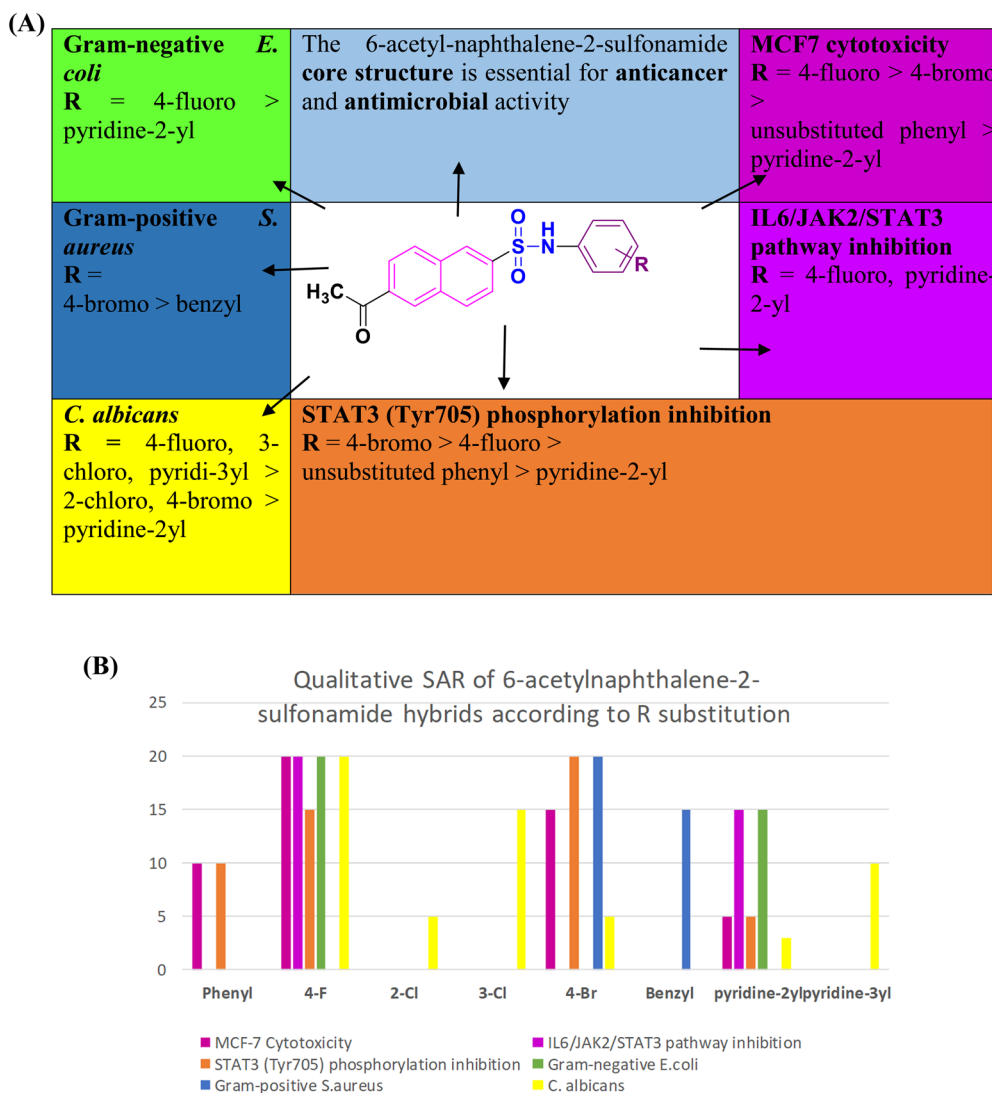 (A)
Gram-negative E.
coli
R = 4-fluoro >
pyridine-2-yl
The 6-acetyl-naphthalene-2-sulfonamide
core structure is essential for anticancer
and antimicrobial activity
MCF7 cytotoxicity
R = 4-fluoro > 4-bromo
>
unsubstituted phenyl >
pyridine-2-yl
Gram-positive S.
aureus
R =
4-bromo > benzyl
O
H
S N
O
R
H3C
O
IL6/JAK2/STAT3
pathway inhibition
R = 4-fluoro, pyridine-
2-yl
C. albicans
R = 4-fluoro, 3-
chloro, pyridi-3yl >
2-chloro, 4-bromo >
pyridine-2yl
STAT3 (Tyr705) phosphorylation inhibition
R = 4-bromo > 4-fluoro >
unsubstituted phenyl > pyridine-2-yl
(B)
Qualitative SAR of 6-acetylnaphthalene-2-
sulfonamide hybrids according to R substitution
25
20
15
10
5
0
Phenyl 4-F 2-Cl 3-Cl 4-Br Benzyl pyridine-2yl pyridine-3yl
MCF-7 Cytotoxicity IL6/JAK2/STAT3 pathway inhibition
STAT3 (Tyr705) phosphorylation inhibition Gram-negative E.coli
Gram-positive S.aureus C. albicans